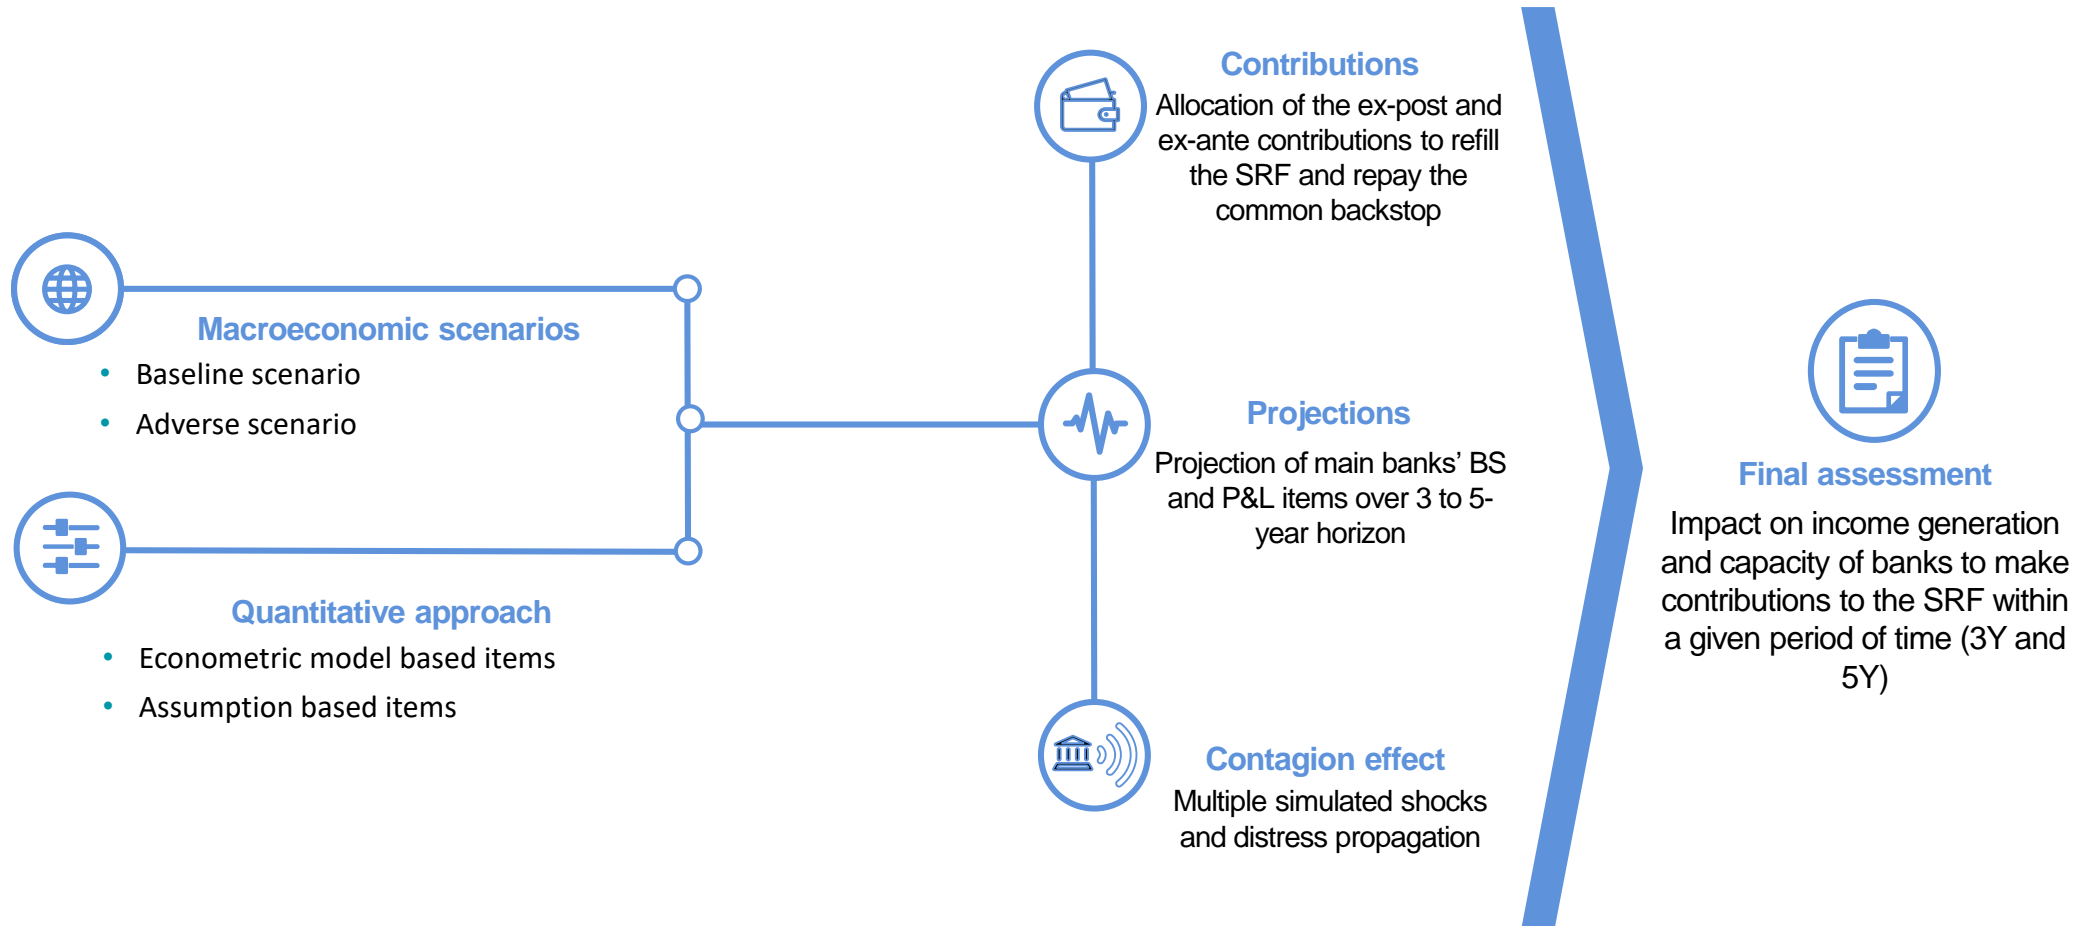 Macroeconomic scenarios
• Baseline scenario
• Adverse scenario
Quantitative approach
• Econometric model based items
• Assumption based items
Contributions
Allocation of the ex-post and
ex-ante contributions to refill
the SRF and repay the
common backstop
Projections
Projection of main banks’ BS
and P&L items over 3 to 5-
year horizon
Contagion effect
Multiple simulated shocks
and distress propagation
Final assessment
Impact on income generation
and capacity of banks to make
contributions to the SRF within
a given period of time (3Y and
5Y)